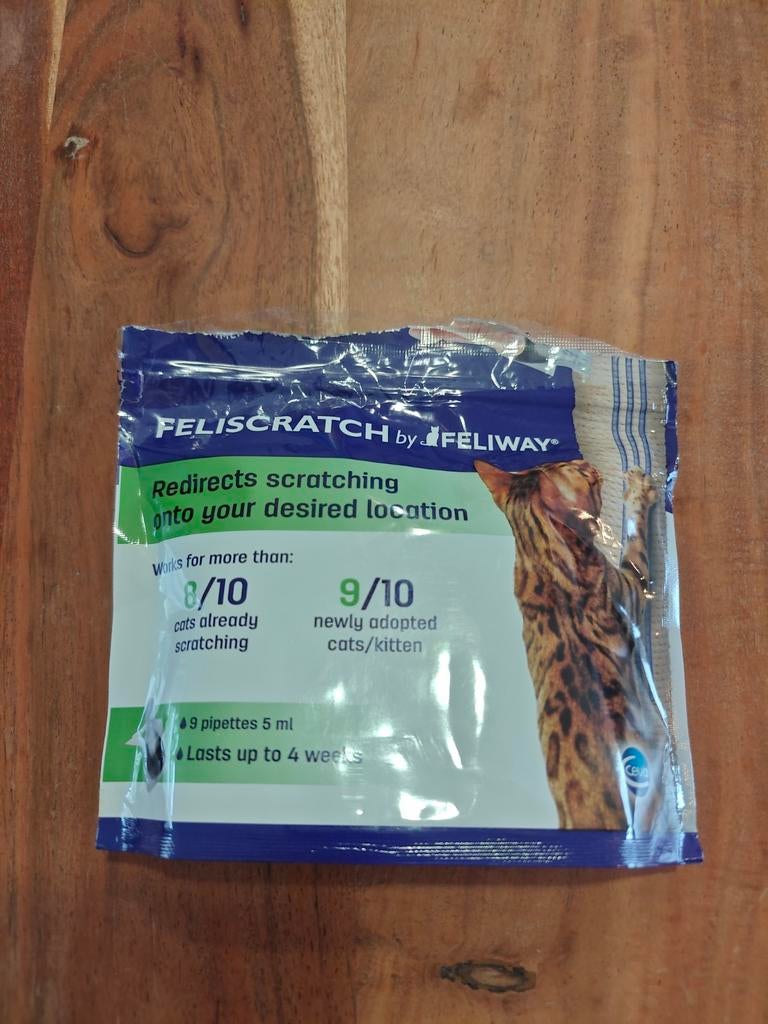 FELISCRATCH by FELIWAY®
Redirects scratching
onto your desired location
Works for more than:
8/10
cats already
scratching
9/10
newly adopted
cats/kitten
9 pipettes 5 ml
Lasts up to 4 weeks
ceva